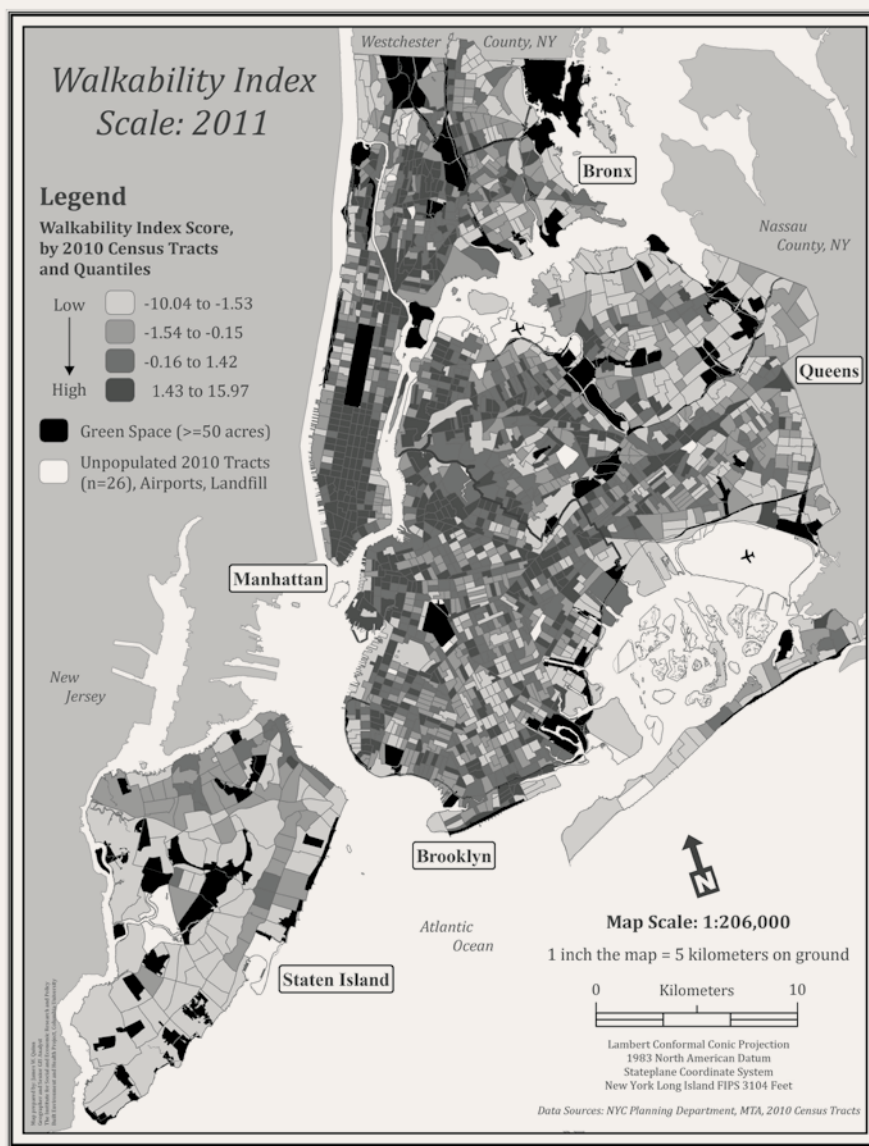 Westchester County, NY
Walkability Index
Scale: 2011
Bronx
Legend
Walkability Index Score,
by 2010 Census Tracts
and Quantiles
Nassau
County, NY
Low
-10.04 to -1.53
-1.54 to -0.15
-0.16 to 1.42
High
1.43 to 15.97
Queens
Green Space (>=50 acres)
Unpopulated 2010 Tracts
(n=26), Airports, Landfill
Manhattan
New
Jersey
Brooklyn
N
Atlantic
Ocean
Map Scale: 1:206,000
1 inch the map = 5 kilometers on ground
Staten Island
0 Kilometers 10
Lambert Conformal Conic Projection
1983 North American Datum
Stateplane Coordinate System
New York Long Island FIPS 3104 Feet
Data Sources: NYC Planning Department, MTA, 2010 Census Tracts